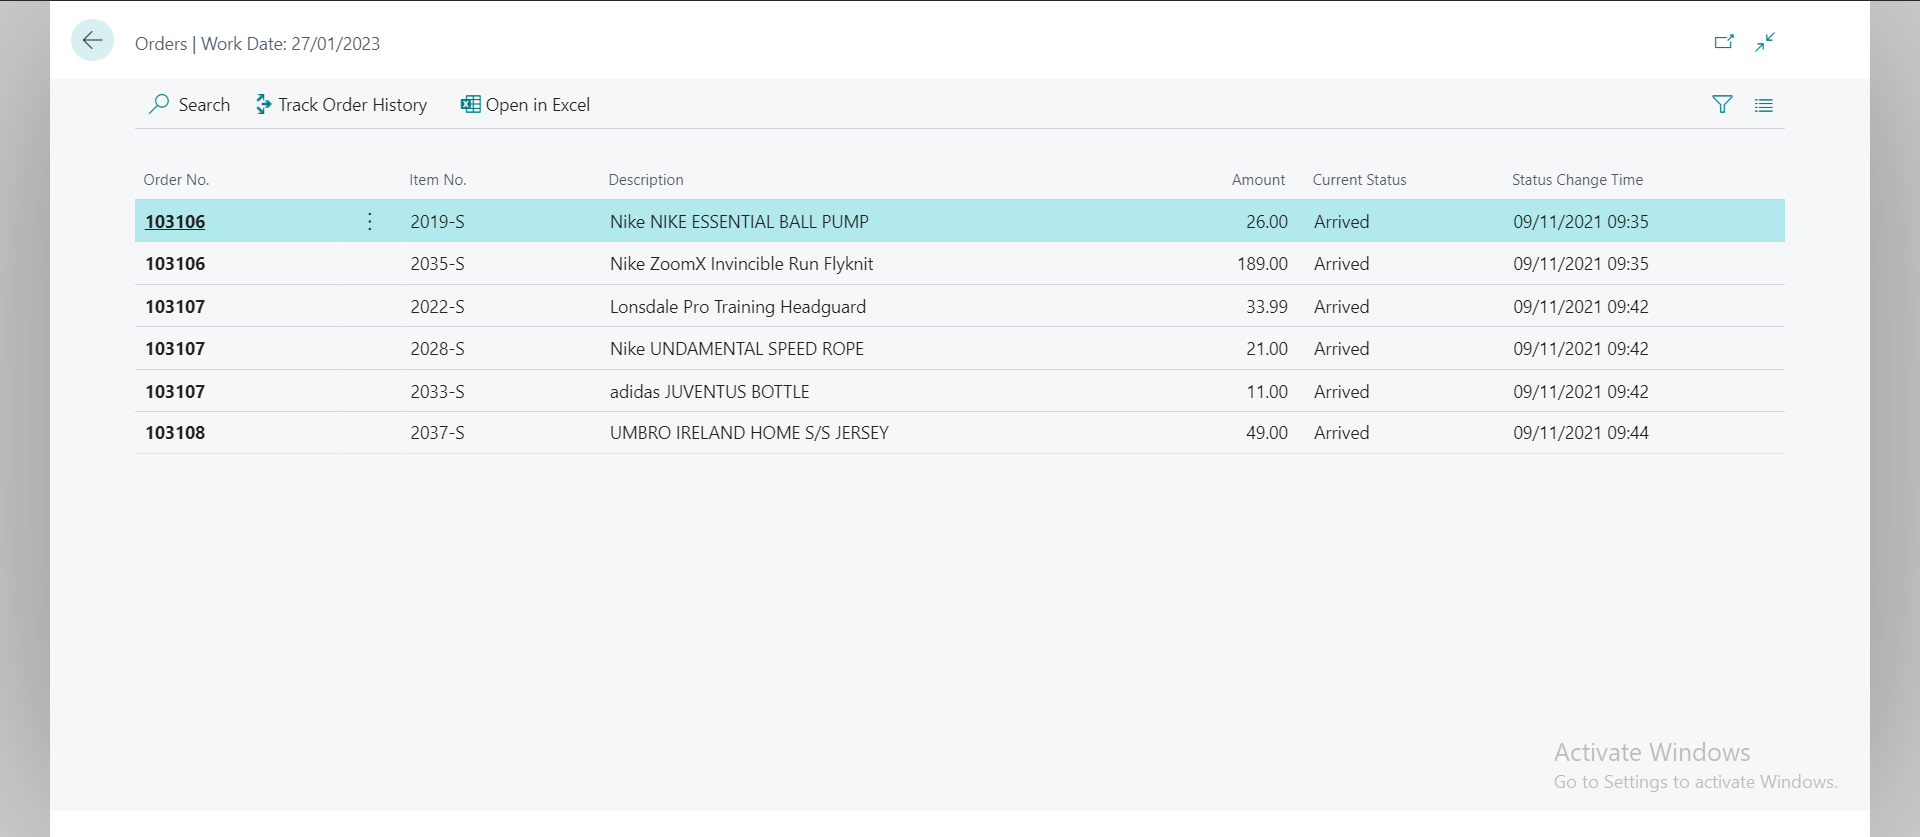 Orders | Work Date: 27/01/2023
Search Track Order History Open in Excel
Order No. Item No. Description Amount Current Status Status Change Time
103106 2019-S Nike NIKE ESSENTIAL BALL PUMP 26.00 Arrived 09/11/2021 09:35
103106 2035-S Nike ZoomX Invincible Run Flyknit 189.00 Arrived 09/11/2021 09:35
103107 2022-S Lonsdale Pro Training Headguard 33.99 Arrived 09/11/2021 09:42
103107 2028-S Nike UNDAMENTAL SPEED ROPE 21.00 Arrived 09/11/2021 09:42
103107 2033-S adidas JUVENTUS BOTTLE 11.00 Arrived 09/11/2021 09:42
103108 2037-S UMBRO IRELAND HOME S/S JERSEY 49.00 Arrived 09/11/2021 09:44
Activate Windows
Go to Settings to activate Windows.